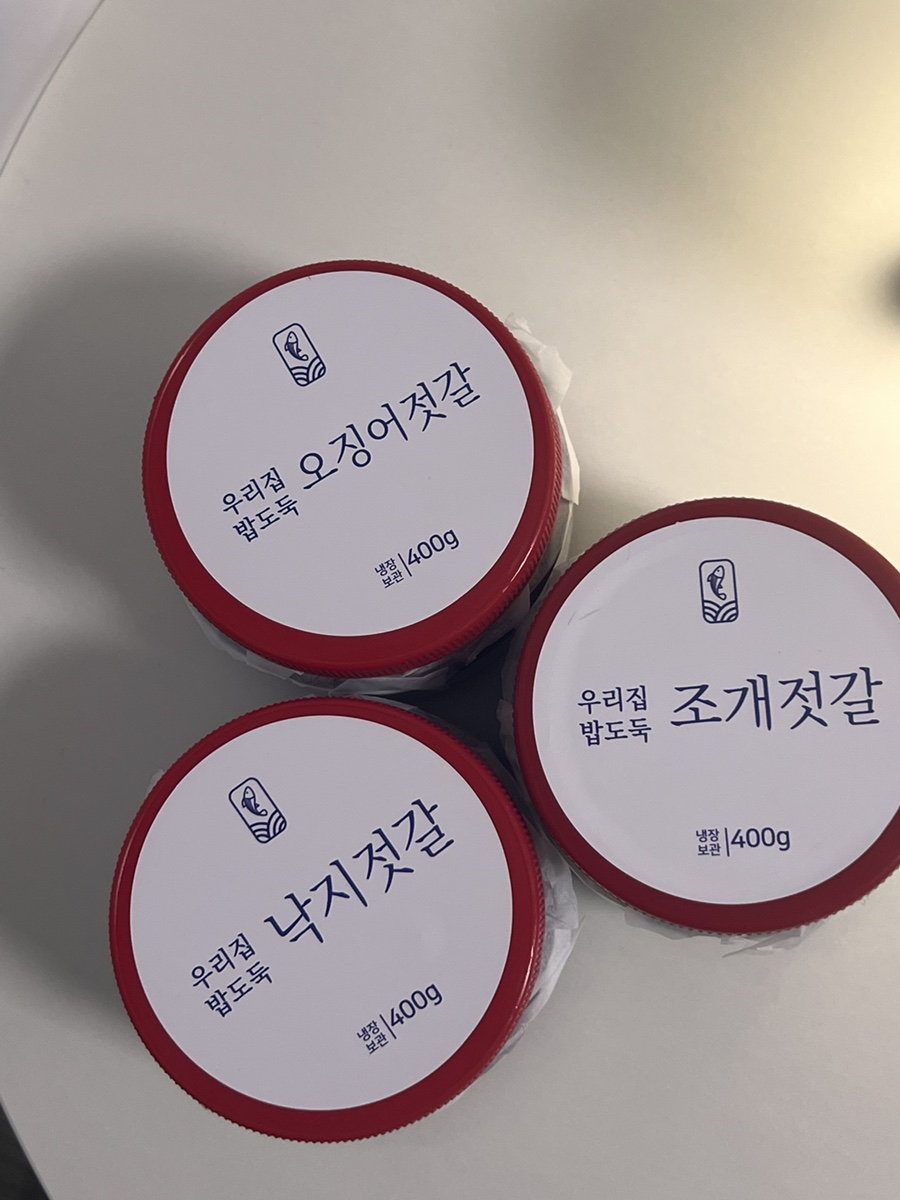 우리집
밥도둑
오징어젓갈
냉장
보관
400g
우리집
밥도둑
조개젓갈
냉장
보관
400g
우리집
밥도둑
낙지젓갈
냉장
보관
400g